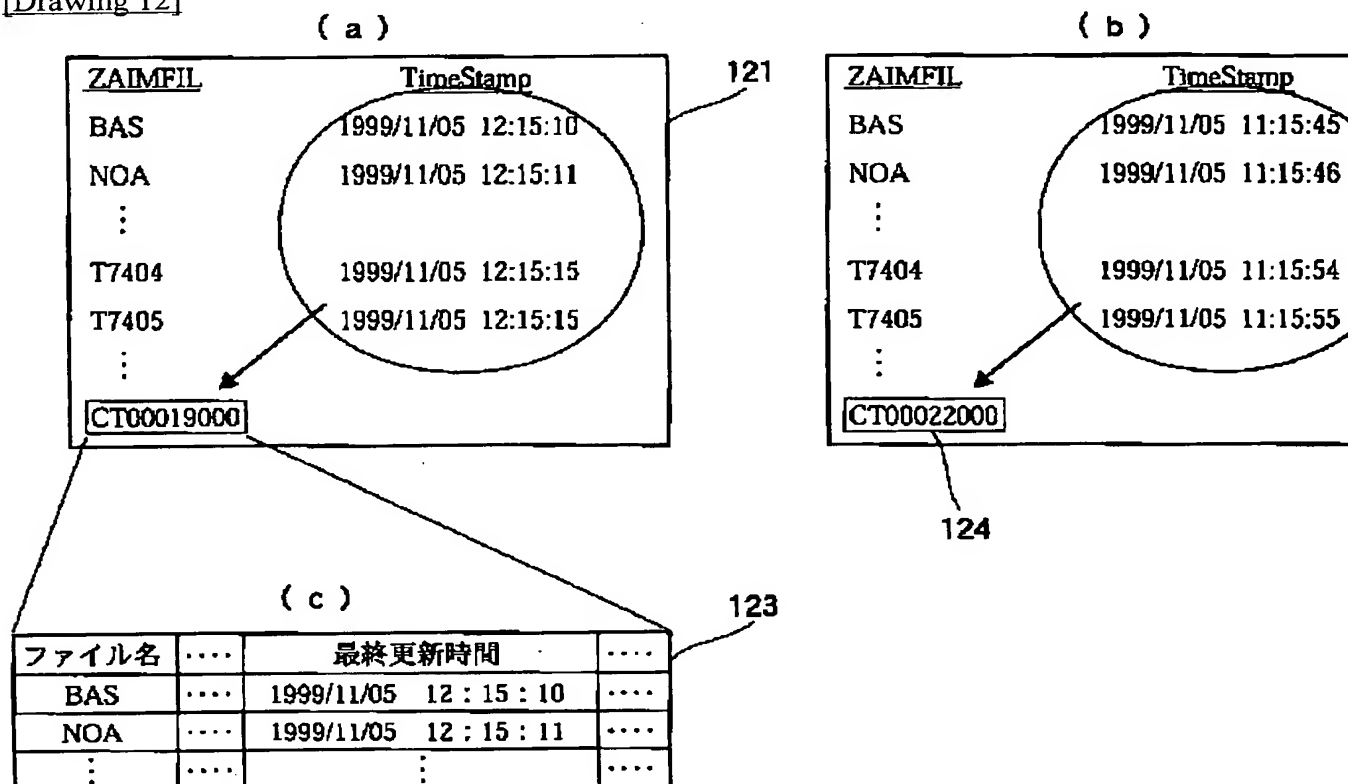 [Drawing 12]
( a )
ZAIMFIL TimeStamp
BAS 1999/11/05 12:15:10
NOA 1999/11/05 12:15:11
⋮
T7404 1999/11/05 12:15:15
T7405 1999/11/05 12:15:15
⋮
CT00019000
121
( b )
ZAIMFIL TimeStamp
BAS 1999/11/05 11:15:45
NOA 1999/11/05 11:15:46
⋮
T7404 1999/11/05 11:15:54
T7405 1999/11/05 11:15:55
⋮
CT00022000
124
( c )
123
ファイル名 ‥‥ 最終更新時間 ‥‥
BAS ‥‥ 1999/11/05 12 : 15 : 10 ‥‥
NOA ‥‥ 1999/11/05 12 : 15 : 11 ‥‥
⋮ ‥‥ ⋮ ‥‥